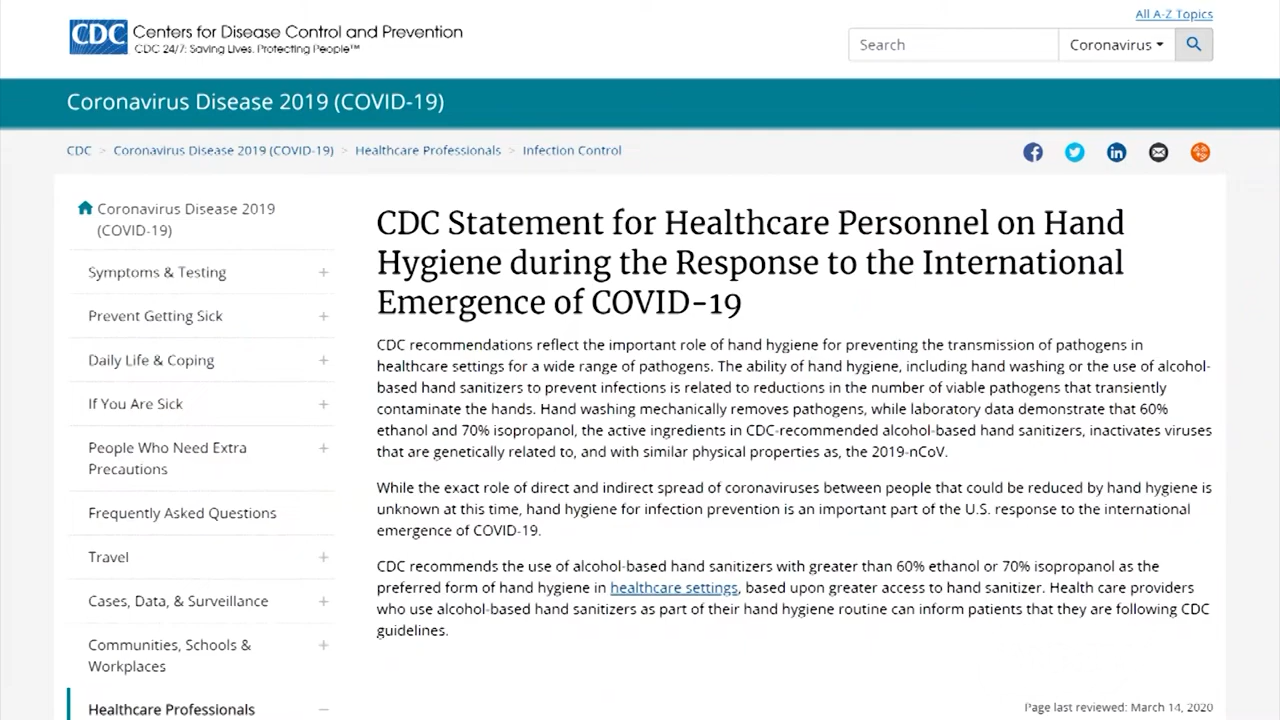 All A-Z Topics
CDC
Centers for Disease Control and Prevention
CDC 24/7: Saving Lives. Protecting People™
Search
Coronavirus
Coronavirus Disease 2019 (COVID-19)
CDC > Coronavirus Disease 2019 (COVID-19) > Healthcare Professionals > Infection Control
Coronavirus Disease 2019
(COVID-19)
Symptoms & Testing +
Prevent Getting Sick +
Daily Life & Coping +
If You Are Sick +
People Who Need Extra +
Precautions
Frequently Asked Questions
Travel +
Cases, Data, & Surveillance +
Communities, Schools & +
Workplaces
Healthcare Professionals −
CDC Statement for Healthcare Personnel on Hand
Hygiene during the Response to the International
Emergence of COVID-19
CDC recommendations reflect the important role of hand hygiene for preventing the transmission of pathogens in
healthcare settings for a wide range of pathogens. The ability of hand hygiene, including hand washing or the use of alcohol-
based hand sanitizers to prevent infections is related to reductions in the number of viable pathogens that transiently
contaminate the hands. Hand washing mechanically removes pathogens, while laboratory data demonstrate that 60%
ethanol and 70% isopropanol, the active ingredients in CDC-recommended alcohol-based hand sanitizers, inactivates viruses
that are genetically related to, and with similar physical properties as, the 2019-nCoV.
While the exact role of direct and indirect spread of coronaviruses between people that could be reduced by hand hygiene is
unknown at this time, hand hygiene for infection prevention is an important part of the U.S. response to the international
emergence of COVID-19.
CDC recommends the use of alcohol-based hand sanitizers with greater than 60% ethanol or 70% isopropanol as the
preferred form of hand hygiene in healthcare settings, based upon greater access to hand sanitizer. Health care providers
who use alcohol-based hand sanitizers as part of their hand hygiene routine can inform patients that they are following CDC
guidelines.
Page last reviewed: March 14, 2020